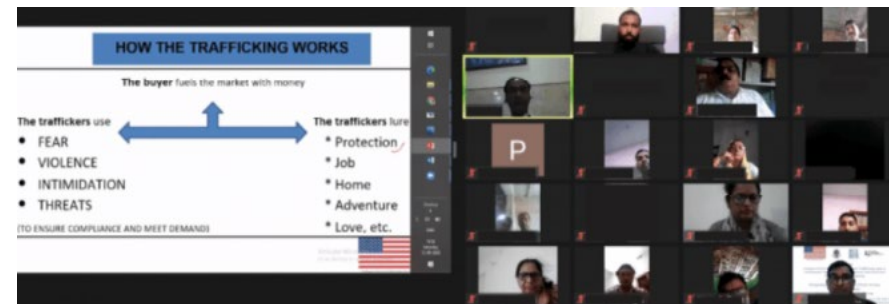 HOW THE TRAFFICKING WORKS
The buyer fuels the market with money
The traffickers use
• FEAR
• VIOLENCE
• INTIMIDATION
• THREATS
(TO ENSURE COMPLIANCE AND MEET DEMAND)
The traffickers lure
* Protection
* Job
* Home
* Adventure
* Love, etc.
P